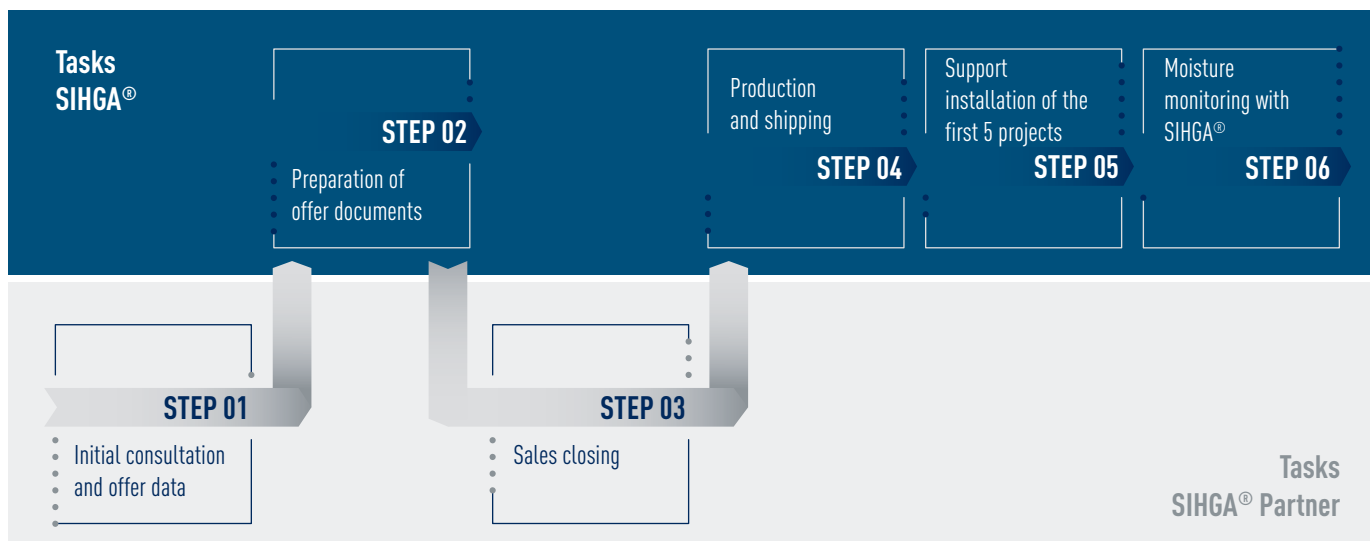 Tasks
SIHGA®
STEP 02
Preparation of
offer documents
Production
and shipping
STEP 04
Support
installation of the
first 5 projects
STEP 05
Moisture
monitoring with
SIHGA®
STEP 06
STEP 01
Initial consultation
and offer data
STEP 03
Sales closing
Tasks
SIHGA® Partner